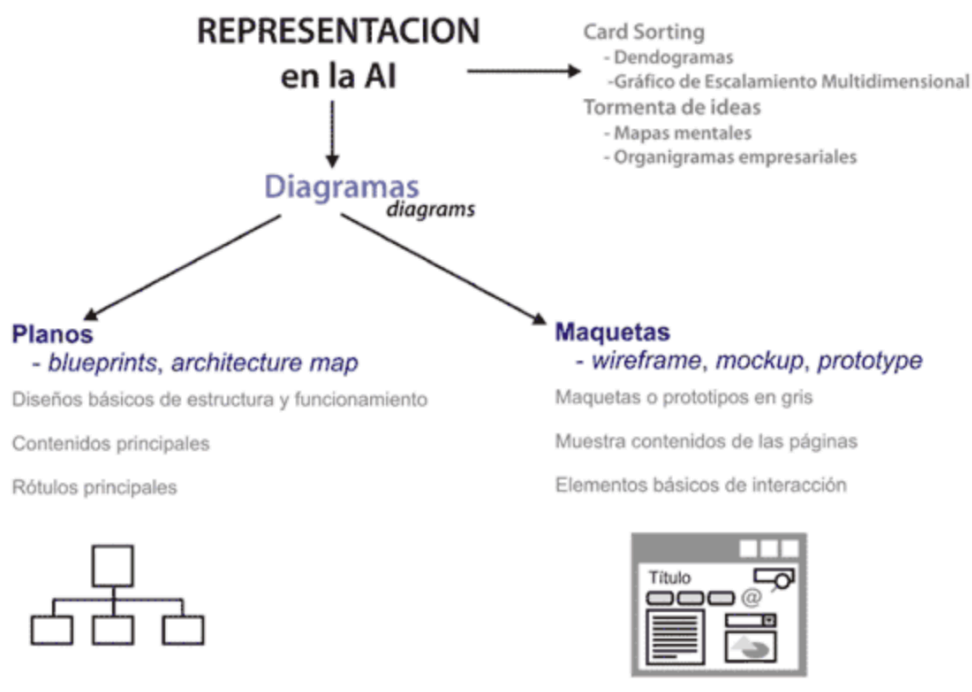 REPRESENTACION
en la AI
Card Sorting
- Dendogramas
-Gráfico de Escalamiento Multidimensional
Tormenta de ideas
- Mapas mentales
- Organigramas empresariales
Diagramas
diagrams
Planos
- blueprints, architecture map
Diseños básicos de estructura y funcionamiento
Contenidos principales
Rótulos principales
Maquetas
- wireframe, mockup, prototype
Maquetas o prototipos en gris
Muestra contenidos de las páginas
Elementos básicos de interacción
Título
@